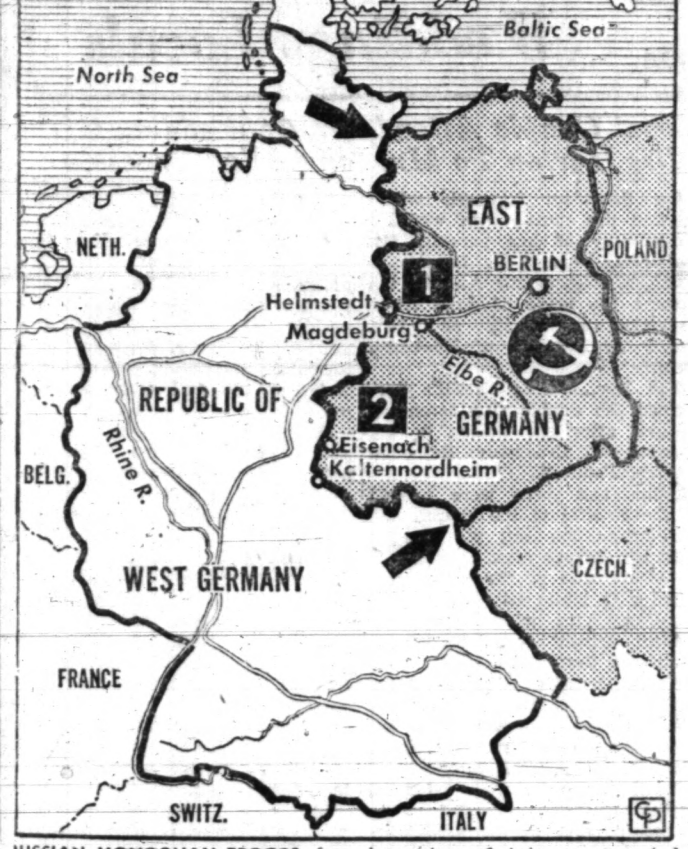 Baltic Sea
North Sea
EAST
NETH.
POLAND
BERLIN
1
Helmstedt
Magdeburg
Elbe R.
REPUBLIC OF
2
GERMANY
Rhine R.
Eisenach
Kaltennordheim
BELG.
WEST GERMANY
CZECH.
FRANCE
SWITZ.
ITALY
CP